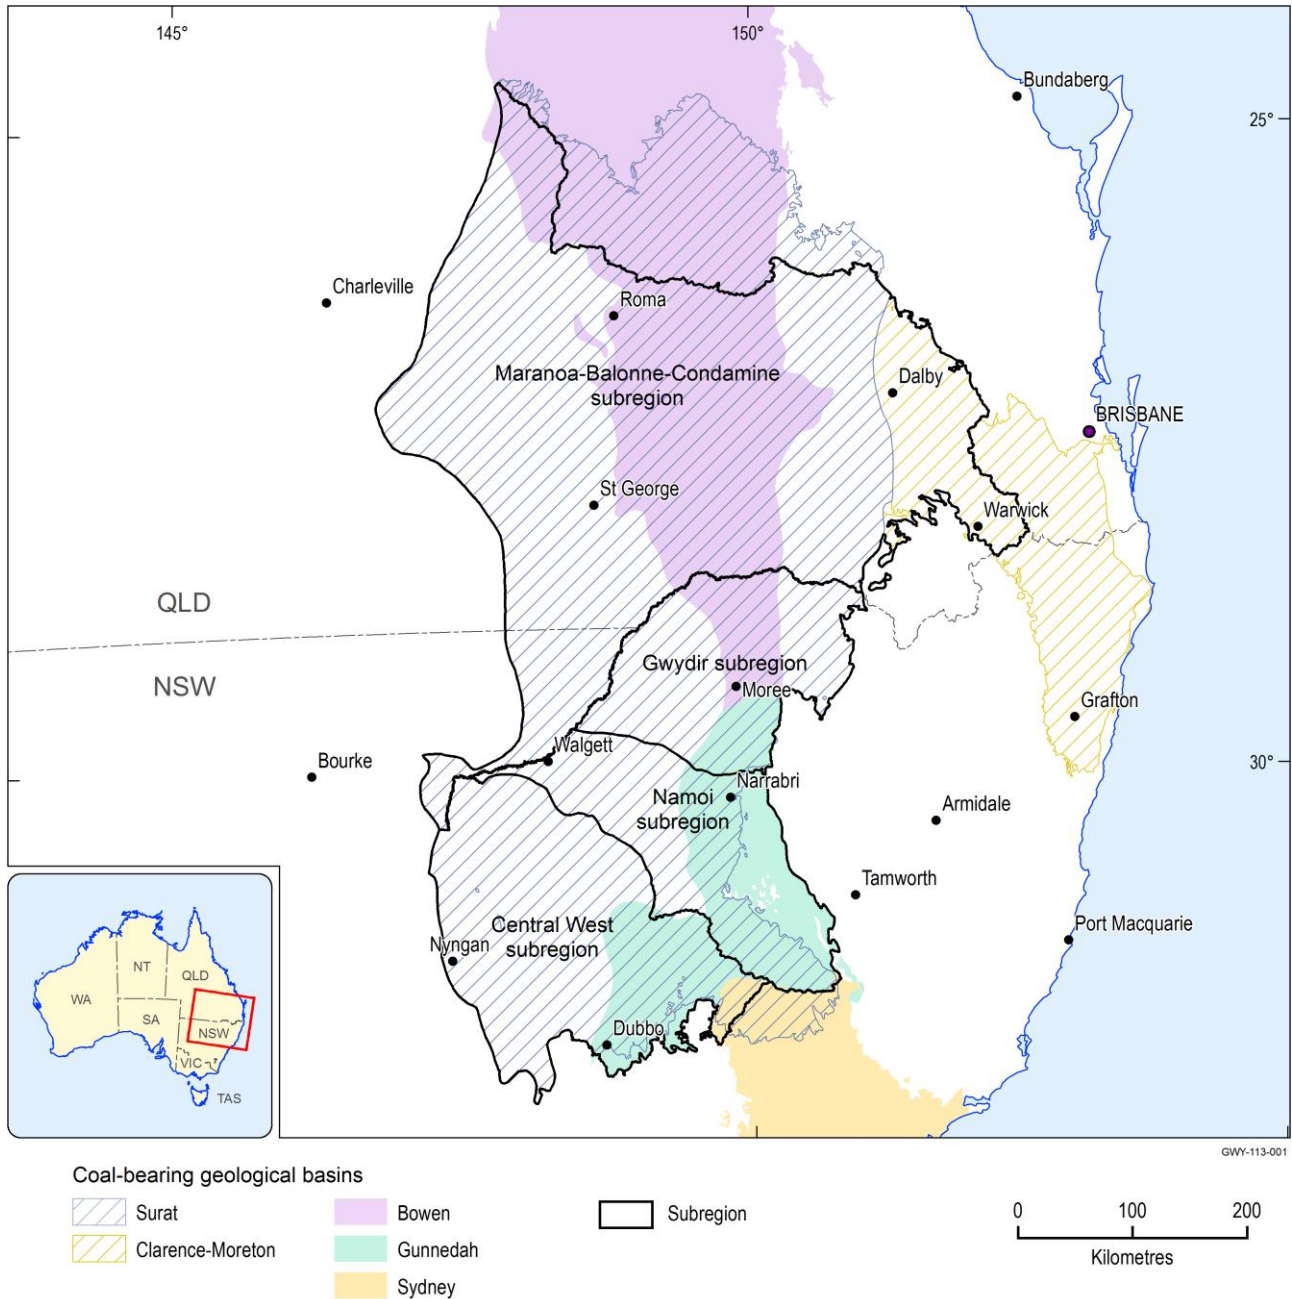 145°
150°
Bundaberg
25°
Charleville
Roma
Maranoa-Balonne-Condamine
subregion
Dalby
BRISBANE
St George
Warwick
QLD
Gwydir subregion
NSW
Moree
Grafton
Walgett
Bourke
30°
Narrabri
Namoi
subregion
Armidale
Tamworth
Central West
subregion
Nyngan
Port Macquarie
Dubbo
NT
QLD
WA
SA
NSW
VIC
TAS
GWY-113-001
Coal-bearing geological basins
Surat
Bowen
Subregion
Clarence-Moreton
Gunnedah
Sydney
0 100 200
Kilometres